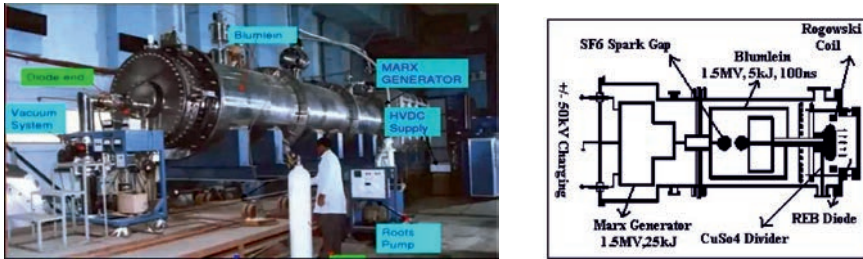 Blumlein
MARX
GENERATOR
Diode end
Vacuum
System
HVDC
Supply
Roots
Pump
Rogowski
Coil
SF6 Spark Gap
Blumlein
1.5MV, 5kJ, 100ns
+/- 50kV Charging
Marx Generator
1.5MV,25kJ
CuSo4 Divider
REB Diode